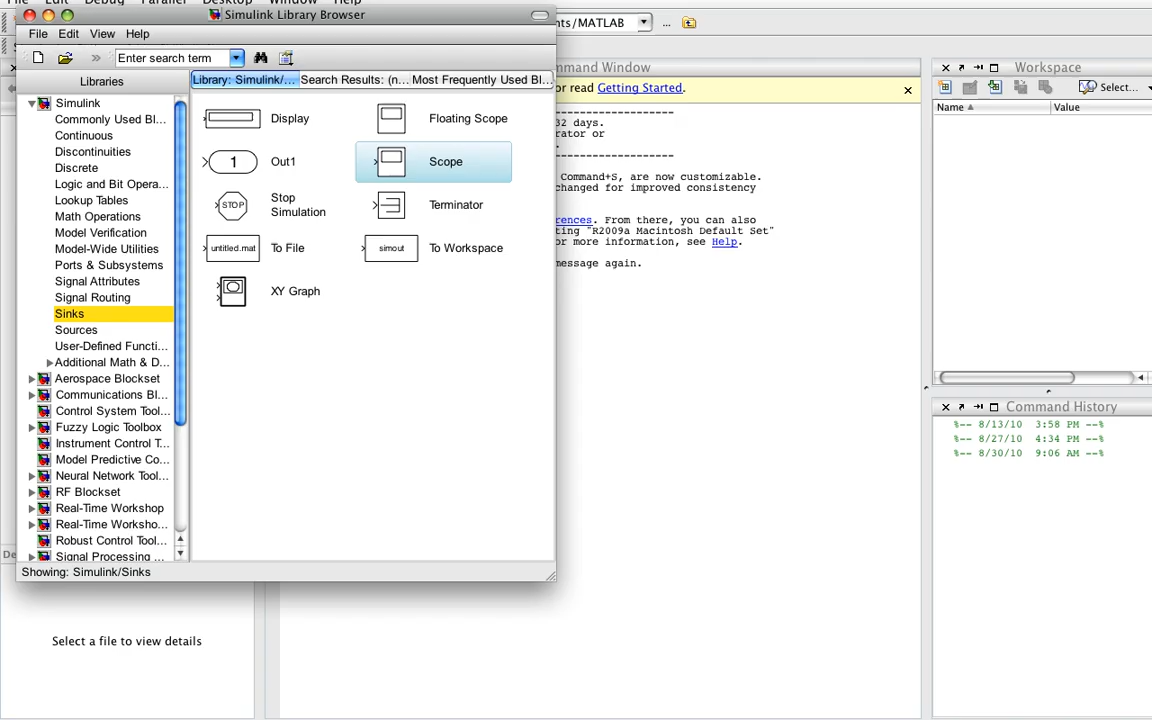 File Edit Debug Parallel Desktop Window Help
Simulink Library Browser
nts/MATLAB
...
File Edit View Help
Enter search term
Libraries
Library: Simulink/... Search Results: (n... Most Frequently Used Bl...
Simulink
Commonly Used Bl...
Continuous
Discontinuities
Discrete
Logic and Bit Opera...
Lookup Tables
Math Operations
Model Verification
Model-Wide Utilities
Ports & Subsystems
Signal Attributes
Signal Routing
Sinks
Sources
User-Defined Functi...
Additional Math & D...
Aerospace Blockset
Communications Bl...
Control System Tool...
Fuzzy Logic Toolbox
Instrument Control T...
Model Predictive Co...
Neural Network Tool...
RF Blockset
Real-Time Workshop
Real-Time Worksho...
Robust Control Tool...
Signal Processing ...
Display
Floating Scope
1
Out1
Scope
STOP
Stop
Simulation
Terminator
untitled.mat
To File
simout
To Workspace
XY Graph
Showing: Simulink/Sinks
De
Select a file to view details
mmand Window
or read Getting Started.
32 days.
rator or
.
Command+S, are now customizable.
changed for improved consistency
rences. From there, you can also
ting "R2009a Macintosh Default Set"
or more information, see Help.
message again.
Workspace
Select...
Name
Value
Command History
%-- 8/13/10 3:58 PM --%
%-- 8/27/10 4:34 PM --%
%-- 8/30/10 9:06 AM --%